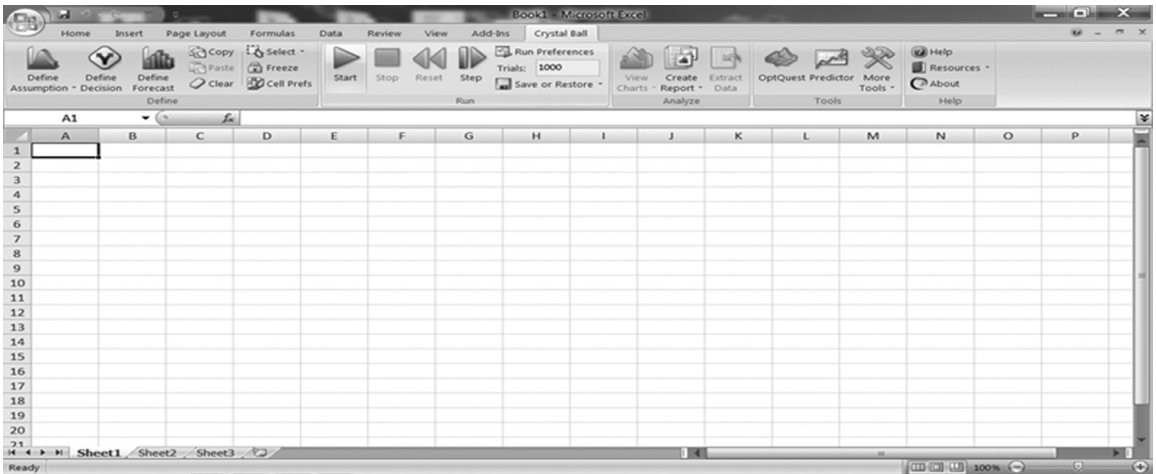 Book1 - Microsoft Excel
Home Insert Page Layout Formulas Data Review View Add-Ins Crystal Ball
Define Assumption Define Decision Define Forecast Copy Paste Clear Select Freeze Cell Prefs
Start Stop Reset Step Run Preferences Trials: 1000 Save or Restore
View Charts Create Report Extract Data OptQuest Predictor More Tools Help Resources About
Define Run Analyze Tools Help
A1 fx
A B C D E F G H I J K L M N O P
1
2
3
4
5
6
7
8
9
10
11
12
13
14
15
16
17
18
19
20
21
Sheet1 Sheet2 Sheet3
Ready 100%